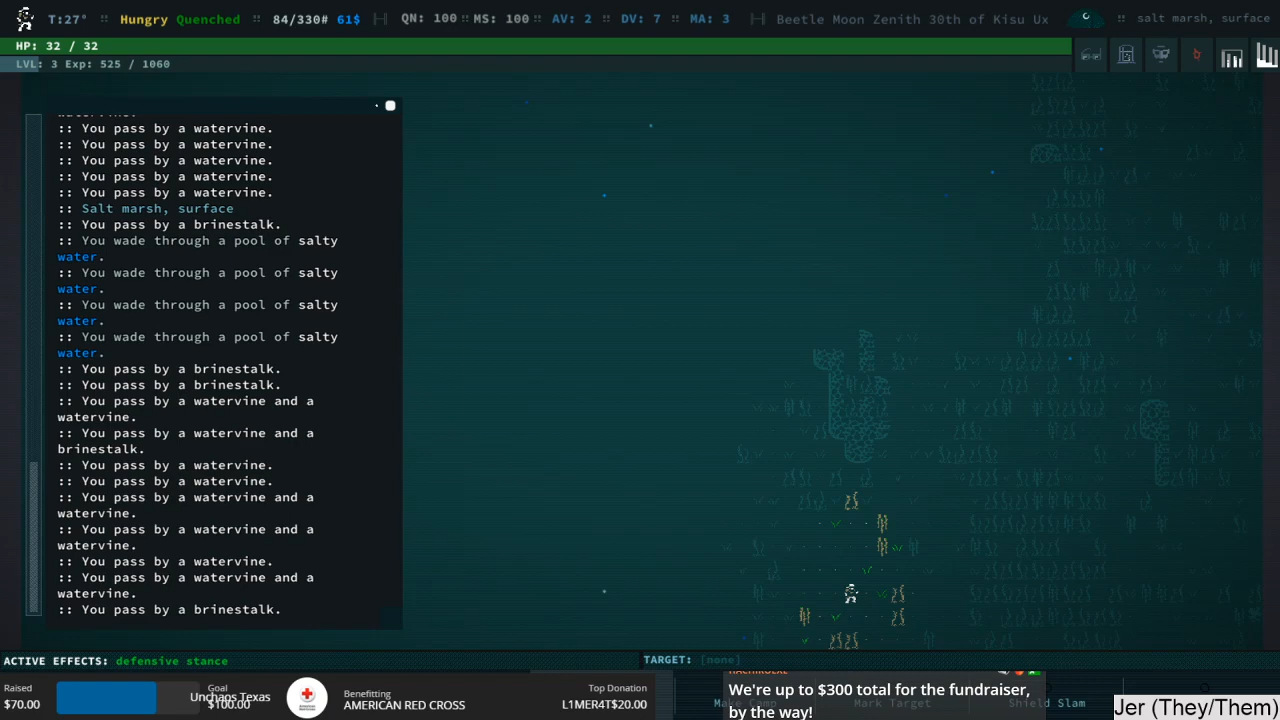 T:27° :: Hungry Quenched :: 84/330# 61$ QN: 100 :: MS: 100 :: AV: 2 :: DV: 7 :: MA: 3 Beetle Moon Zenith 30th of Kisu Ux :: salt marsh, surface
HP: 32 / 32
LVL: 3 Exp: 525 / 1060
watervine.
:: You pass by a watervine.
:: You pass by a watervine.
:: You pass by a watervine.
:: You pass by a watervine.
:: You pass by a watervine.
:: Salt marsh, surface
:: You pass by a brinestalk.
:: You wade through a pool of salty
water.
:: You wade through a pool of salty
water.
:: You wade through a pool of salty
water.
:: You wade through a pool of salty
water.
:: You pass by a brinestalk.
:: You pass by a brinestalk.
:: You pass by a watervine and a
watervine.
:: You pass by a watervine and a
brinestalk.
:: You pass by a watervine.
:: You pass by a watervine.
:: You pass by a watervine and a
watervine.
:: You pass by a watervine and a
watervine.
:: You pass by a watervine.
:: You pass by a watervine and a
watervine.
:: You pass by a brinestalk.
ACTIVE EFFECTS: defensive stance
TARGET: [none]
Raised
$70.00
Goal
$100.00
Unchars Texas
Benefitting
AMERICAN RED CROSS
Top Donation
L1MER4T$20.00
We're up to $300 total for the fundraiser,
by the way!
Make Camp
Mark Target
Shield Slam
Jer (They/Them)